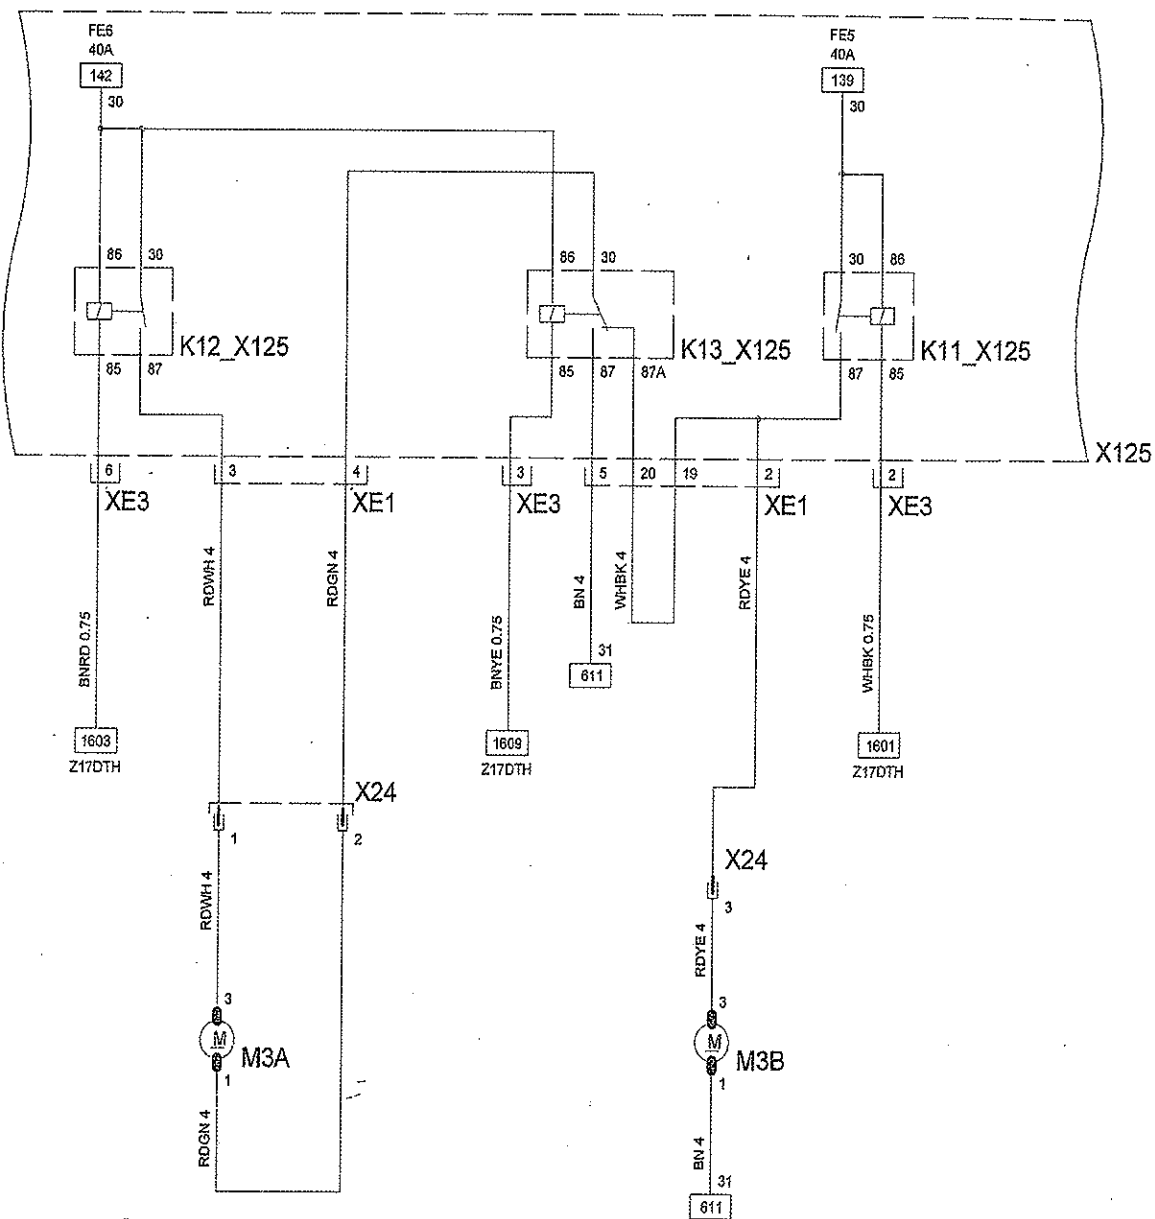 FE6
40A
142
30
FE5
40A
139
30
86 30
K12_X125
85 87
86 30
K13_X125
85 87 87A
30 86
K11_X125
87 85
X125
6 3 4 3 5 20 19 2 2
XE3 XE1 XE3 XE1 XE3
BNRD 0.75
RDWH 4
RDGN 4
BNYE 0.75
BN 4
WHBK 4
RDYE 4
WHBK 0.75
31
611
1603
Z17DTH
1609
Z17DTH
1601
Z17DTH
X24
1 2
X24
3
RDWH 4
RDYE 4
3
M
M3A
1
3
M
M3B
1
RDGN 4
BN 4
31
611